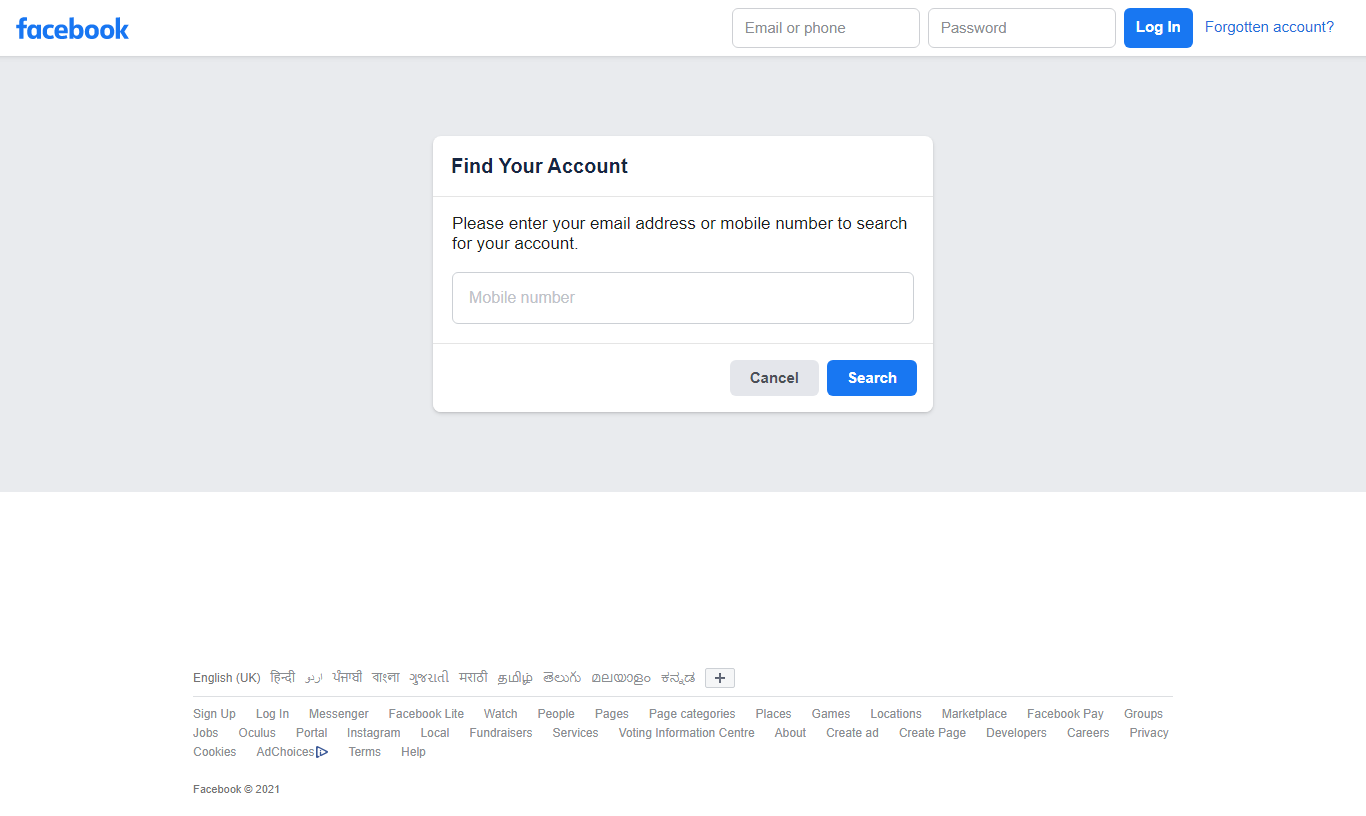 facebook
Email or phone
Password
Log In
Forgotten account?
Find Your Account
Please enter your email address or mobile number to search
for your account.
Mobile number
Cancel Search
English (UK) हिन्दी اردو ਪੰਜਾਬੀ বাংলা ગુજરાતી मराठी தமிழ் తెలుగు മലയാളം ಕನ್ನಡ +
Sign Up Log In Messenger Facebook Lite Watch People Pages Page categories Places Games Locations Marketplace Facebook Pay Groups
Jobs Oculus Portal Instagram Local Fundraisers Services Voting Information Centre About Create ad Create Page Developers Careers Privacy
Cookies AdChoices Terms Help
Facebook © 2021